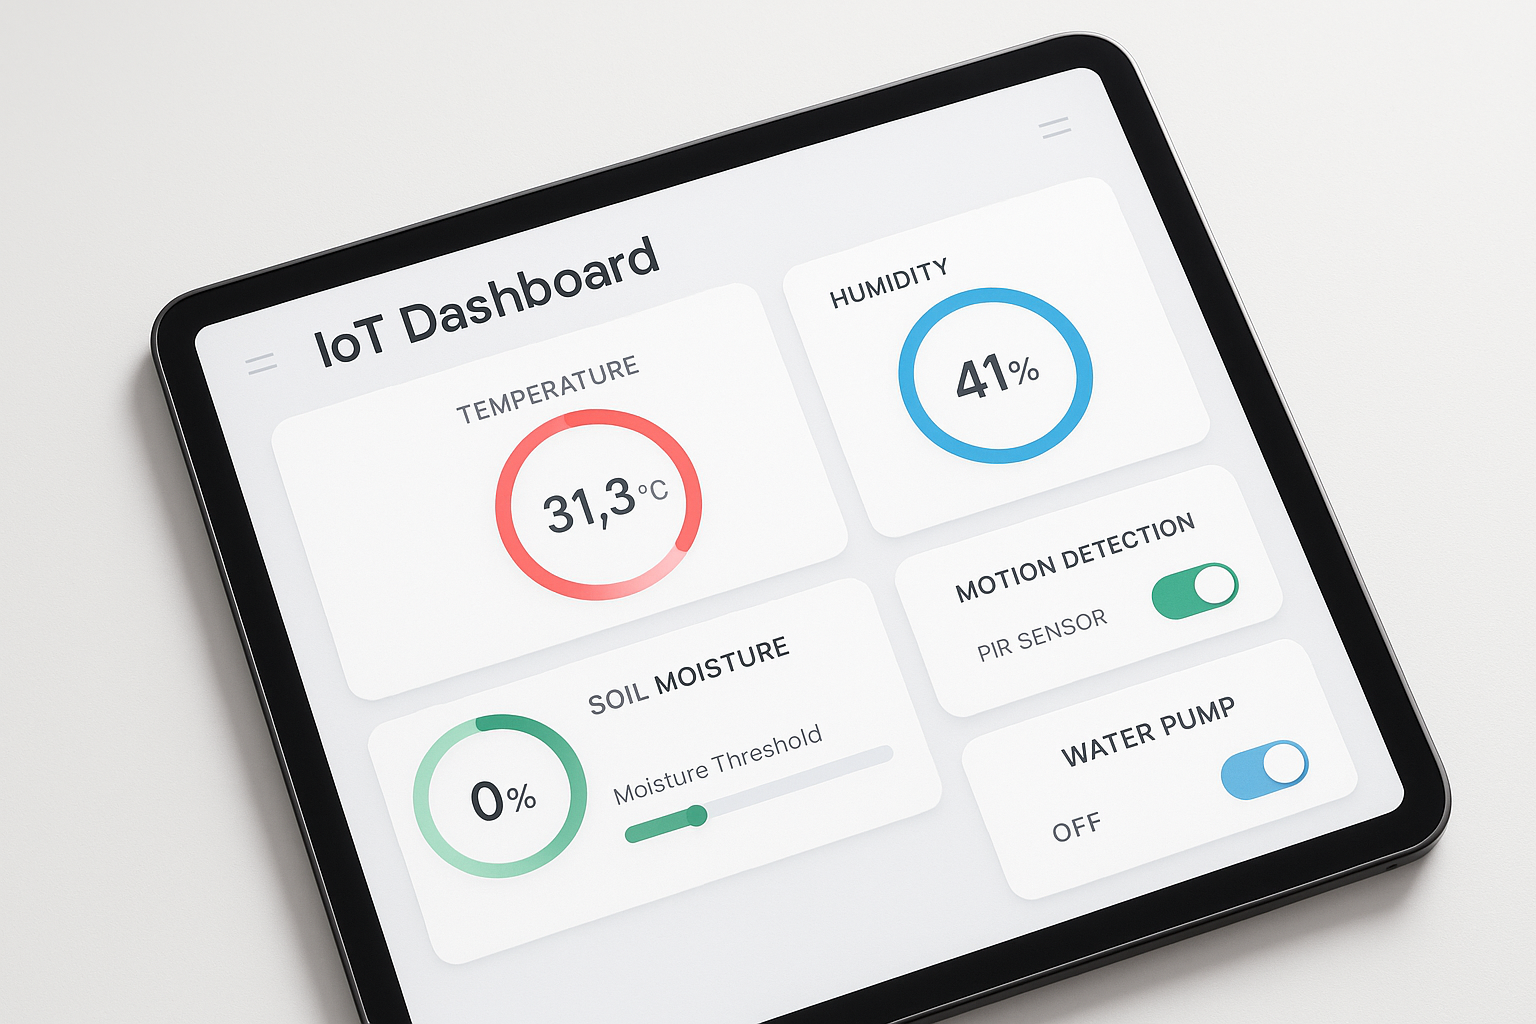 IoT Dashboard
TEMPERATURE
31,3°C
HUMIDITY
41%
SOIL MOISTURE
0%
Moisture Threshold
MOTION DETECTION
PIR SENSOR
WATER PUMP
OFF